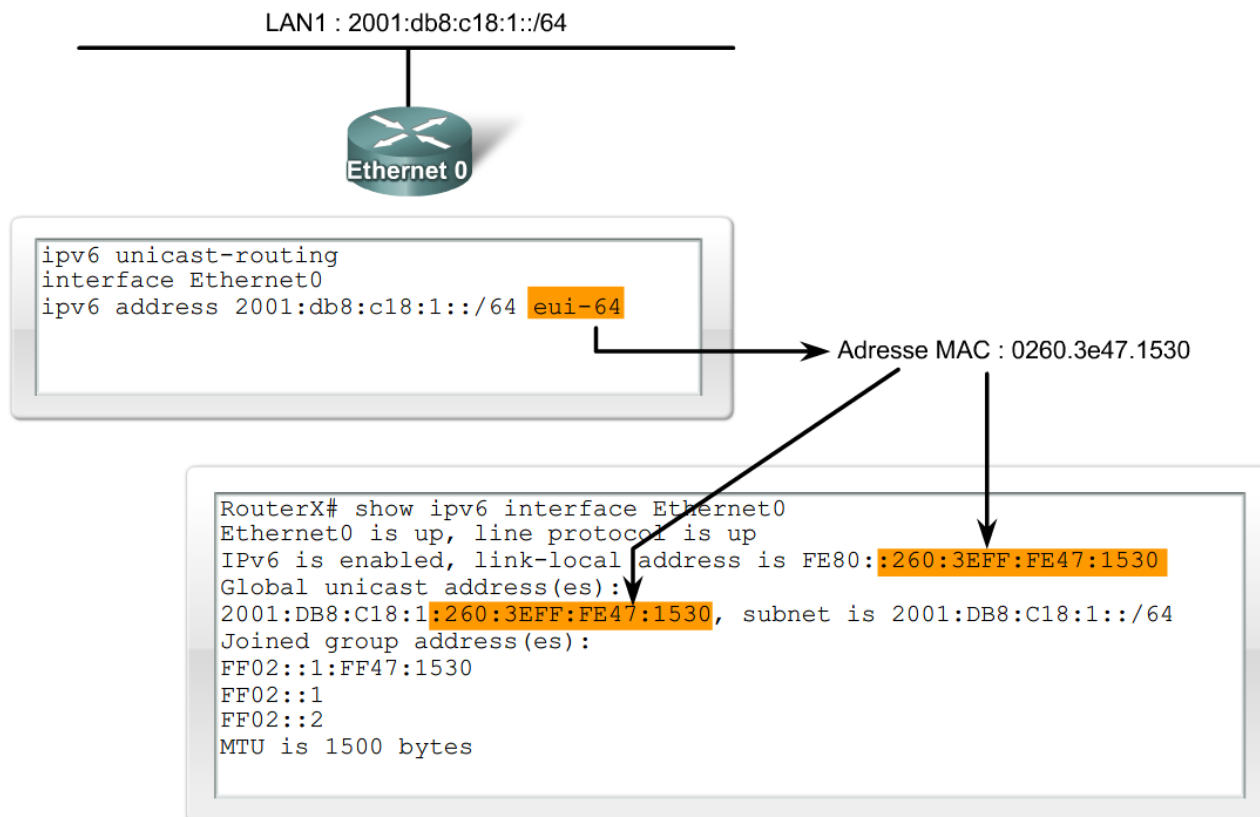 LAN1 : 2001:db8:c18:1::/64
Ethernet 0
ipv6 unicast-routing
interface Ethernet0
ipv6 address 2001:db8:c18:1::/64 eui-64
Adresse MAC : 0260.3e47.1530
RouterX# show ipv6 interface Ethernet0
Ethernet0 is up, line protocol is up
IPv6 is enabled, link-local address is FE80::260:3EFF:FE47:1530
Global unicast address(es):
2001:DB8:C18:1:260:3EFF:FE47:1530, subnet is 2001:DB8:C18:1::/64
Joined group address(es):
FF02::1:FF47:1530
FF02::1
FF02::2
MTU is 1500 bytes